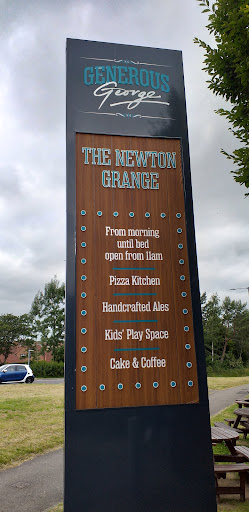 GENEROUS
George
THE NEWTON
GRANGE
From morning
until bed
open from 11am
Pizza Kitchen
Handcrafted Ales
Kids' Play Space
Cake & Coffee